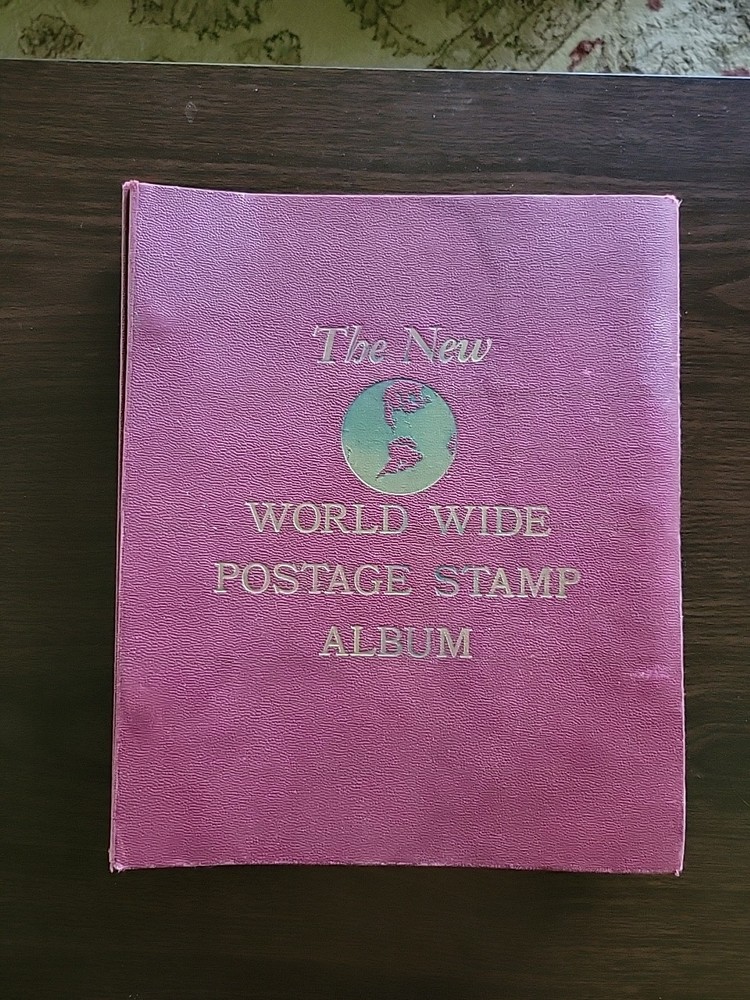 The New
WORLD WIDE
POSTAGE STAMP
ALBUM